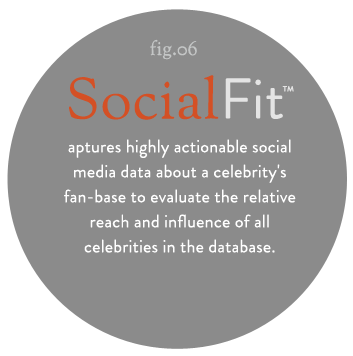 fig.06
SocialFit™
aptures highly actionable social
media data about a celebrity's
fan-base to evaluate the relative
reach and influence of all
celebrities in the database.